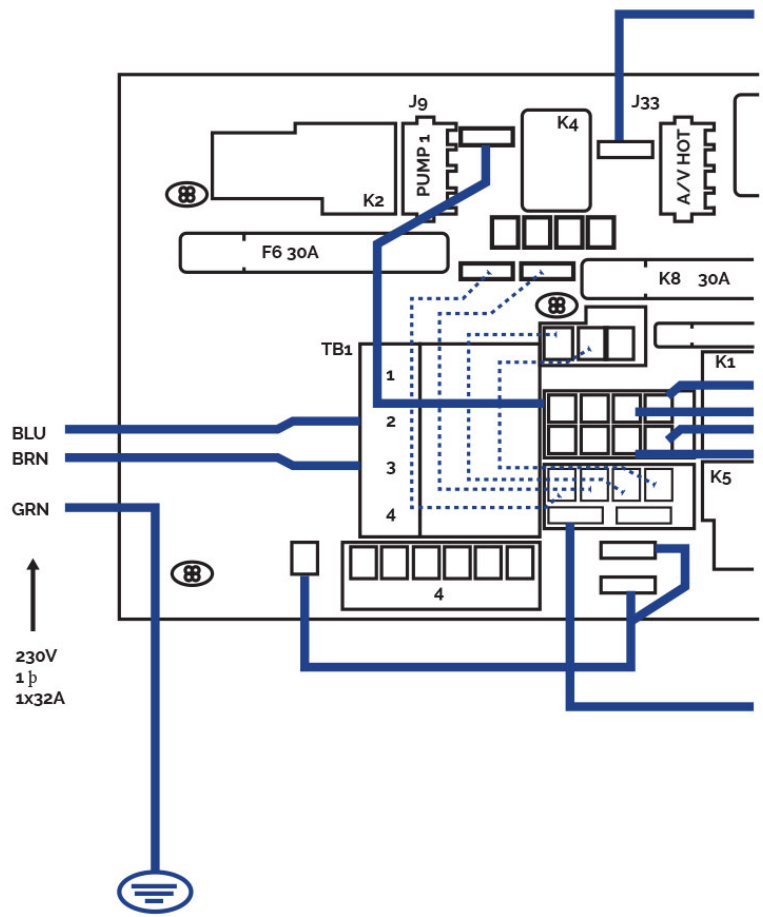 J9
J33
K4
PUMP 1
A/V HOT
K2
F6 30A
K8 30A
TB1
K1
1
BLU
2
BRN
3
K5
GRN
4
4
230V
1 þ
1x32A